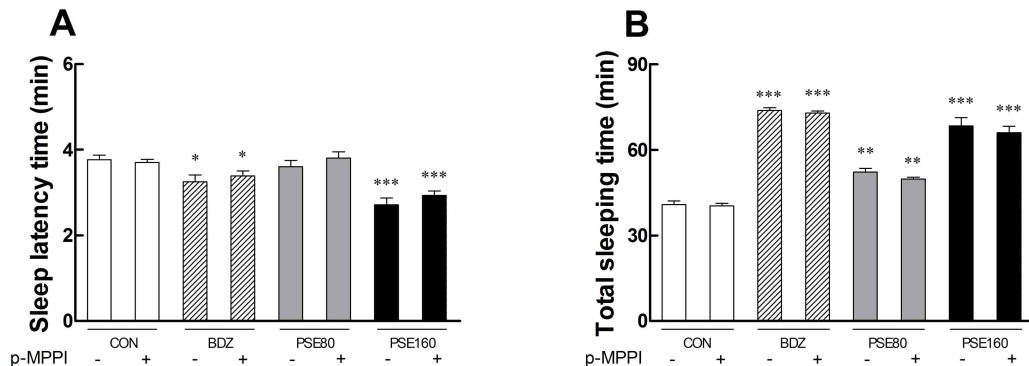 A
Sleep latency time (min)
6
4
2
0
* * *** ***
CON BDZ PSE80 PSE160
p-MPPI - + - + - + - +
B
Total sleeping time (min)
90
60
30
0
*** *** ** ** *** ***
CON BDZ PSE80 PSE160
p-MPPI - + - + - + - +